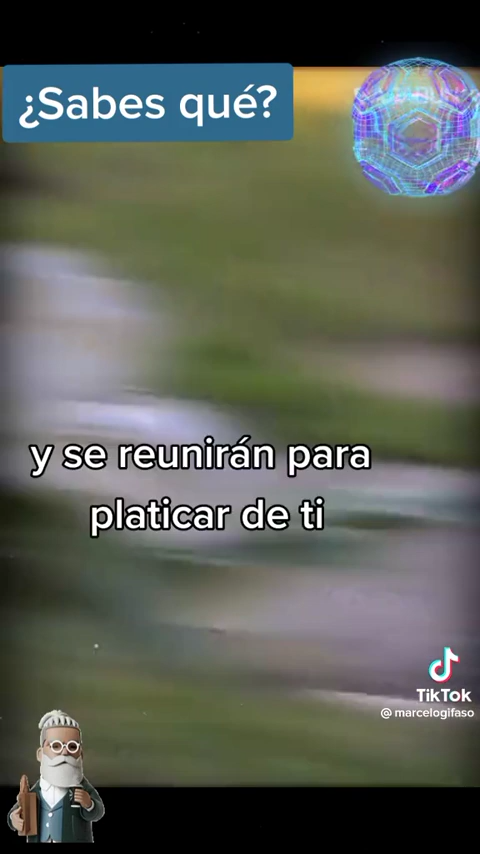 ¿Sabes qué?
y se reunirán para
platicar de ti
TikTok
@ marcelogifaso